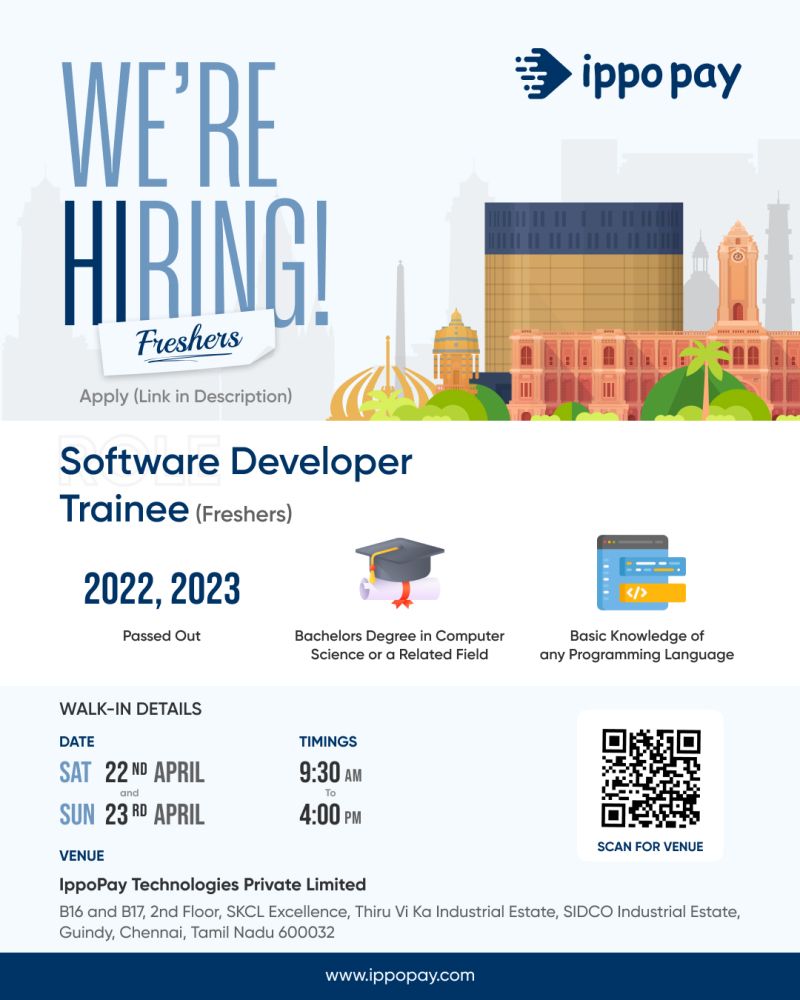 WE'RE
HIRING!
ippo pay
Freshers
Apply (Link in Description)
ROLE
Software Developer
Trainee (Freshers)
2022, 2023
Passed Out
Bachelors Degree in Computer
Science or a Related Field
</>
Basic Knowledge of
any Programming Language
WALK-IN DETAILS
DATE
SAT 22ND APRIL
and
SUN 23RD APRIL
TIMINGS
9:30 AM
To
4:00 PM
SCAN FOR VENUE
VENUE
IppoPay Technologies Private Limited
B16 and B17, 2nd Floor, SKCL Excellence, Thiru Vi Ka Industrial Estate, SIDCO Industrial Estate,
Guindy, Chennai, Tamil Nadu 600032
www.ippopay.com